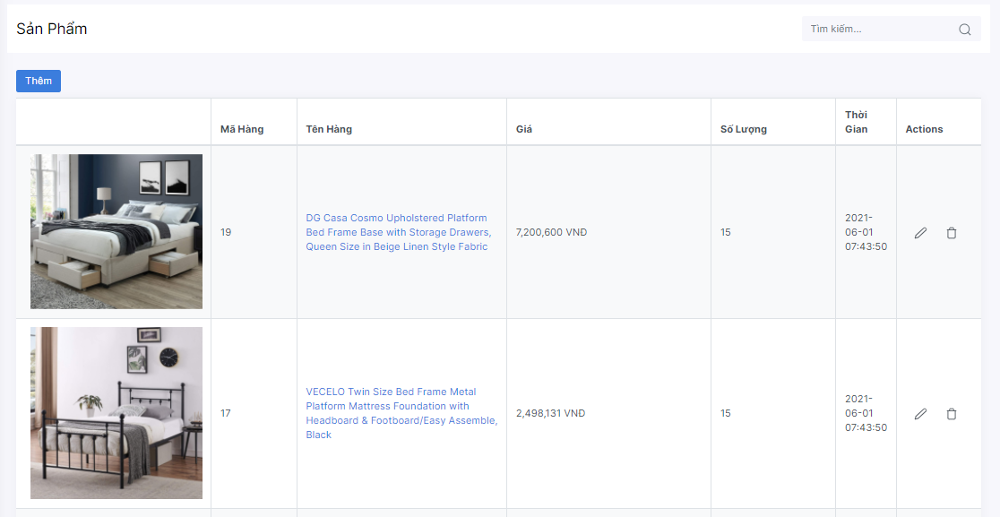 Sản Phẩm
Tìm kiếm...
Thêm
Mã Hàng
Tên Hàng
Giá
Số Lượng
Thời
Gian
Actions
19
DG Casa Cosmo Upholstered Platform
Bed Frame Base with Storage Drawers,
Queen Size in Beige Linen Style Fabric
7,200,600 VNĐ
15
2021-
06-01
07:43:50
17
VECELO Twin Size Bed Frame Metal
Platform Mattress Foundation with
Headboard & Footboard/Easy Assemble,
Black
2,498,131 VNĐ
15
2021-
06-01
07:43:50